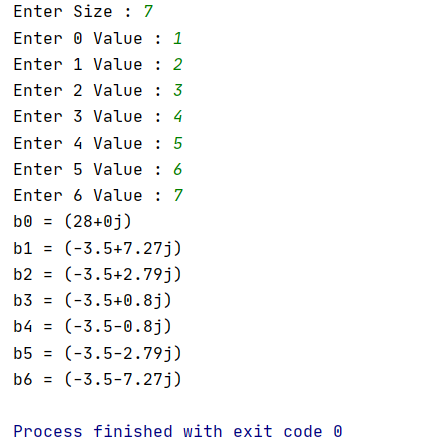 Enter Size : 7
Enter 0 Value : 1
Enter 1 Value : 2
Enter 2 Value : 3
Enter 3 Value : 4
Enter 4 Value : 5
Enter 5 Value : 6
Enter 6 Value : 7
b0 = (28+0j)
b1 = (-3.5+7.27j)
b2 = (-3.5+2.79j)
b3 = (-3.5+0.8j)
b4 = (-3.5-0.8j)
b5 = (-3.5-2.79j)
b6 = (-3.5-7.27j)
Process finished with exit code 0